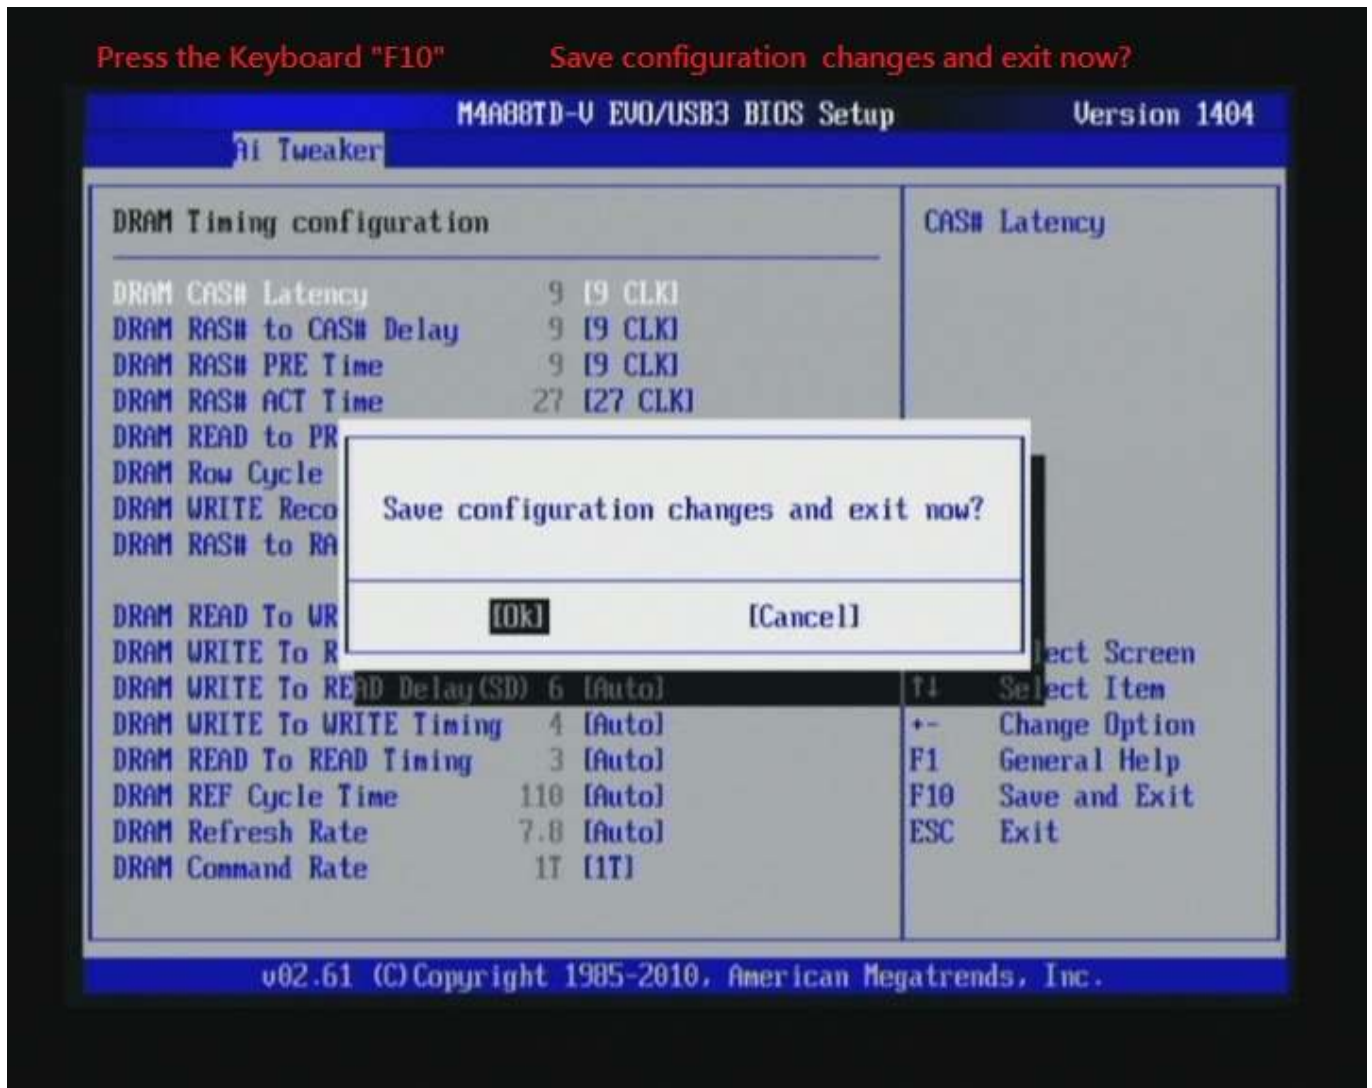 Press the Keyboard "F10" Save configuration changes and exit now?
M4A88TD-V EVO/USB3 BIOS Setup Version 1404
Ai Tweaker
DRAM Timing configuration
CAS# Latency
DRAM CAS# Latency 9 [9 CLK]
DRAM RAS# to CAS# Delay 9 [9 CLK]
DRAM RAS# PRE Time 9 [9 CLK]
DRAM RAS# ACT Time 27 [27 CLK]
DRAM READ to PR
DRAM Row Cycle
DRAM WRITE Reco
DRAM RAS# to RA
Save configuration changes and exit now?
[Ok] [Cancel]
DRAM READ To WR
DRAM WRITE To R
ect Screen
DRAM WRITE To READ Delay(SD) 6 [Auto] ↑↓ Select Item
DRAM WRITE To WRITE Timing 4 [Auto] +- Change Option
DRAM READ To READ Timing 3 [Auto] F1 General Help
DRAM REF Cycle Time 110 [Auto] F10 Save and Exit
DRAM Refresh Rate 7.8 [Auto] ESC Exit
DRAM Command Rate 1T [1T]
v02.61 (C)Copyright 1985-2010, American Megatrends, Inc.